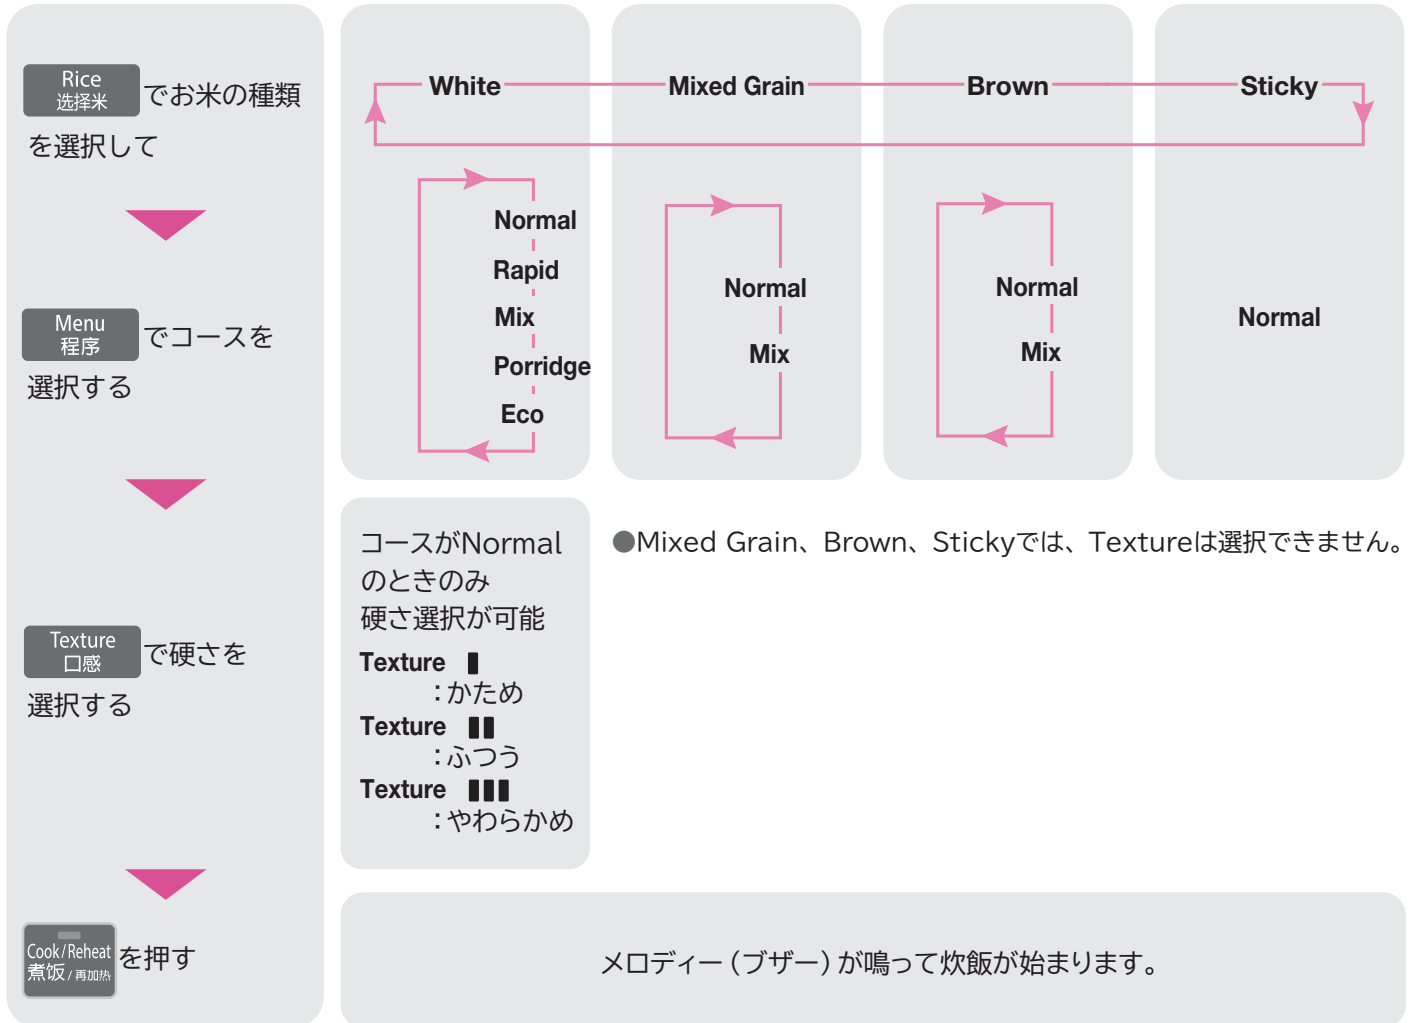 Rice
选择米
でお米の種類
を選択して
White
Mixed Grain
Brown
Sticky
Menu
程序
でコースを
選択する
Normal
Rapid
Mix
Porridge
Eco
Normal
Mix
Normal
Mix
Normal
Texture
口感
で硬さを
選択する
コースがNormal
のときのみ
硬さ選択が可能
Texture ▮
：かため
Texture ▮▮
：ふつう
Texture ▮▮▮
：やわらかめ
●Mixed Grain、Brown、Stickyでは、Textureは選択できません。
Cook/Reheat
煮饭/再加热
を押す
メロディー（ブザー）が鳴って炊飯が始まります。